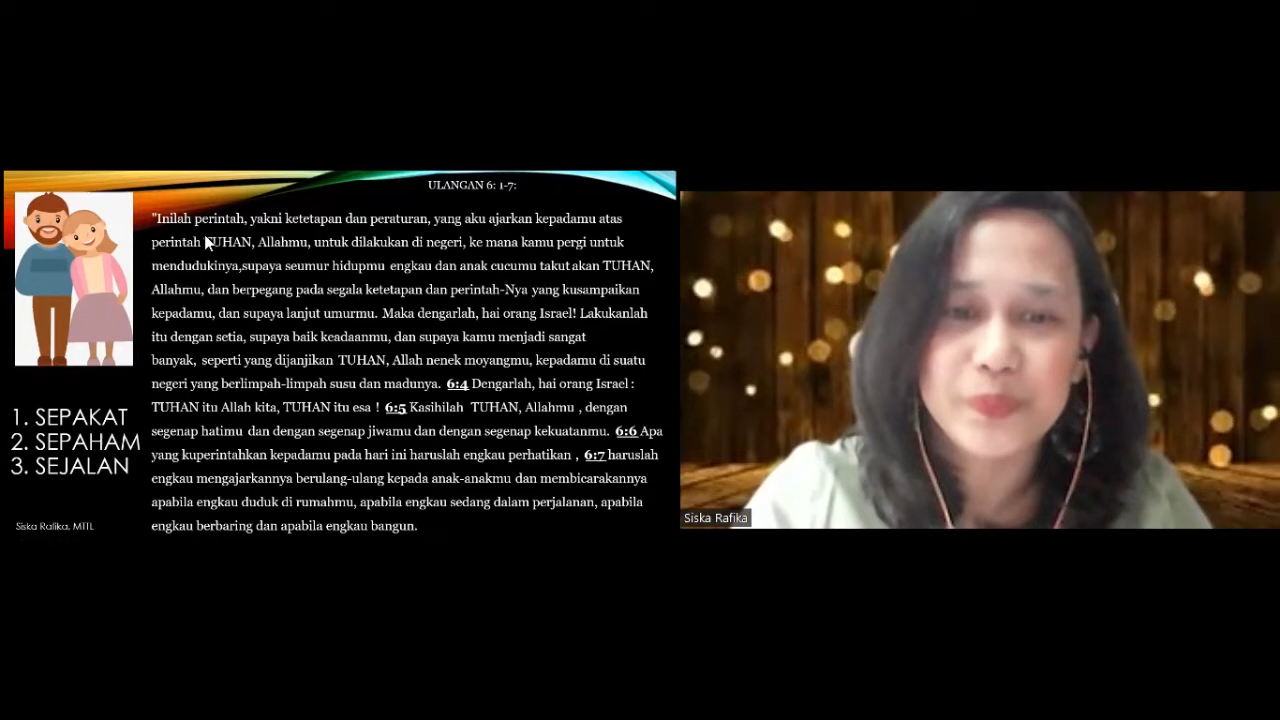 ULANGAN 6: 1-7:
"Inilah perintah, yakni ketetapan dan peraturan, yang aku ajarkan kepadamu atas
perintah TUHAN, Allahmu, untuk dilakukan di negeri, ke mana kamu pergi untuk
mendudukinya,supaya seumur hidupmu engkau dan anak cucumu takut akan TUHAN,
Allahmu, dan berpegang pada segala ketetapan dan perintah-Nya yang kusampaikan
kepadamu, dan supaya lanjut umurmu. Maka dengarlah, hai orang Israel! Lakukanlah
itu dengan setia, supaya baik keadaanmu, dan supaya kamu menjadi sangat
banyak, seperti yang dijanjikan TUHAN, Allah nenek moyangmu, kepadamu di suatu
negeri yang berlimpah-limpah susu dan madunya. 6:4 Dengarlah, hai orang Israel :
TUHAN itu Allah kita, TUHAN itu esa ! 6:5 Kasihilah TUHAN, Allahmu , dengan
segenap hatimu dan dengan segenap jiwamu dan dengan segenap kekuatanmu. 6:6 Apa
yang kuperintahkan kepadamu pada hari ini haruslah engkau perhatikan , 6:7 haruslah
engkau mengajarkannya berulang-ulang kepada anak-anakmu dan membicarakannya
apabila engkau duduk di rumahmu, apabila engkau sedang dalam perjalanan, apabila
engkau berbaring dan apabila engkau bangun.
1. SEPAKAT
2. SEPAHAM
3. SEJALAN
Siska Rafika, MTTL
Siska Rafika